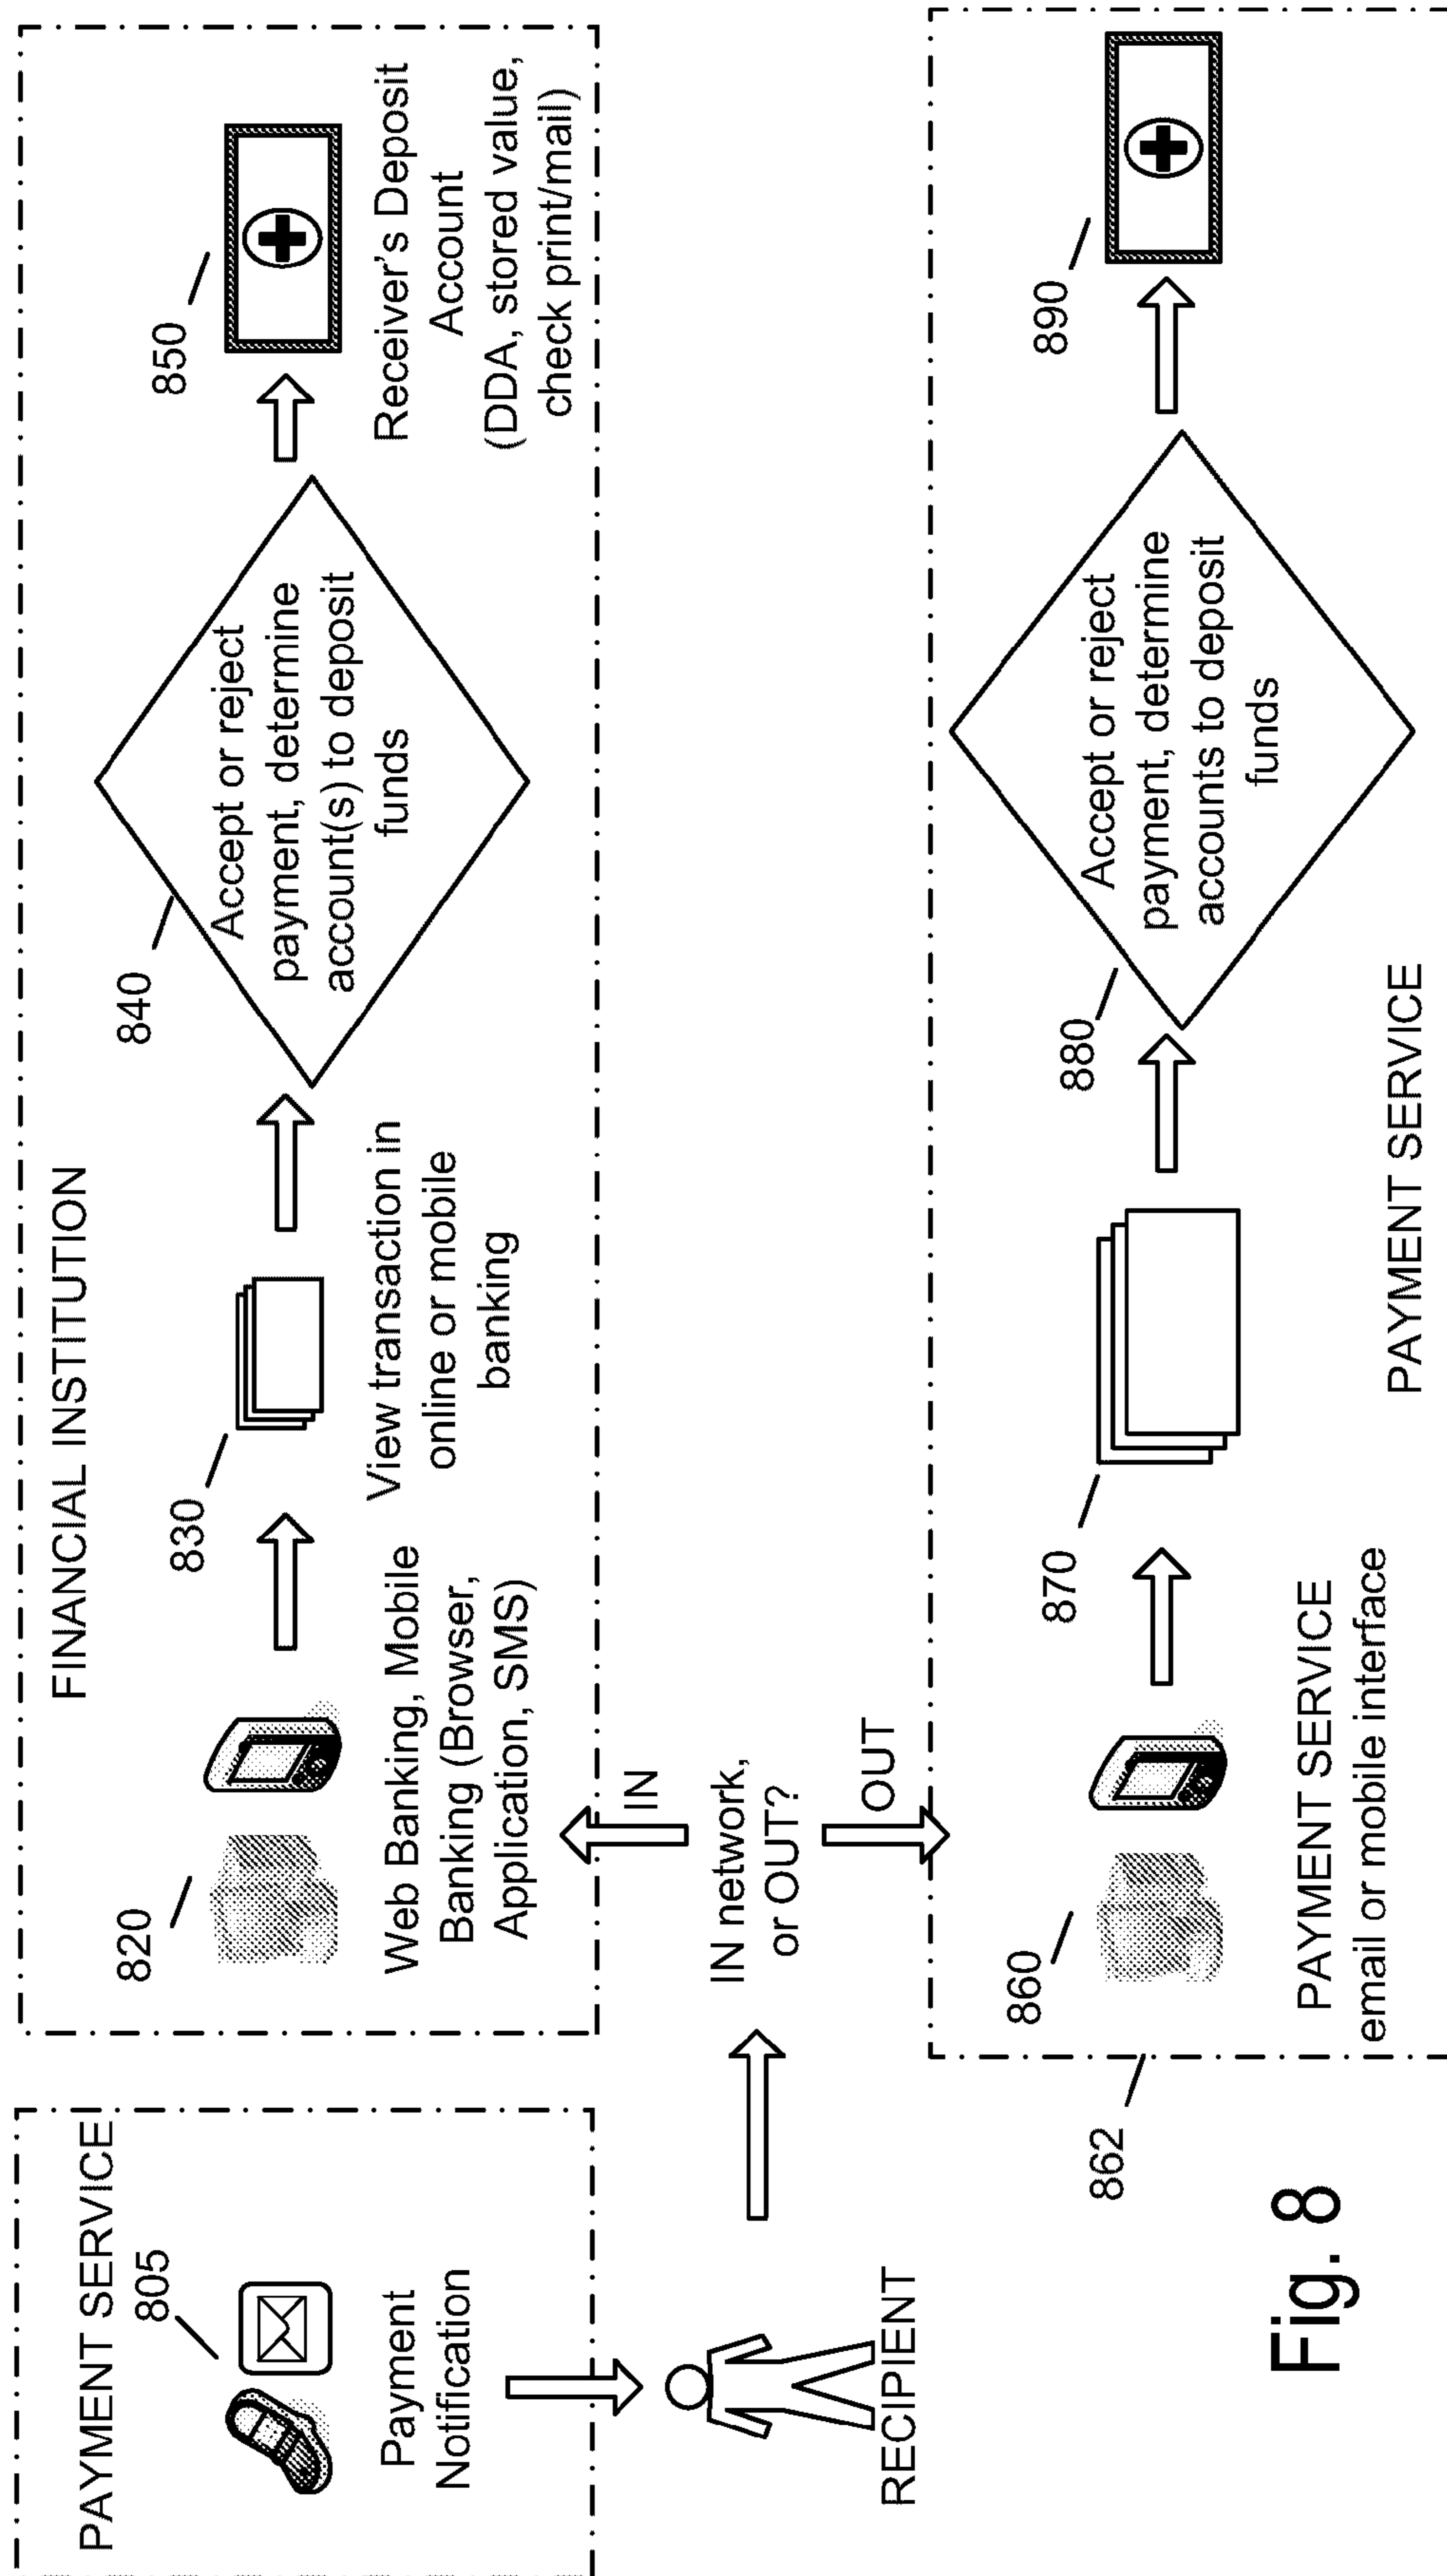 PAYMENT SERVICE
805
Payment
Notification
RECIPIENT
FINANCIAL INSTITUTION
820
Web Banking, Mobile
Banking (Browser,
Application, SMS)
830
View transaction in
online or mobile
banking
840
Accept or reject
payment, determine
account(s) to deposit
funds
850
Receiver's Deposit
Account
(DDA, stored value,
check print/mail)
IN
IN network,
or OUT?
OUT
862
860
PAYMENT SERVICE
email or mobile interface
870
880
Accept or reject
payment, determine
accounts to deposit
funds
890
PAYMENT SERVICE
Fig. 8